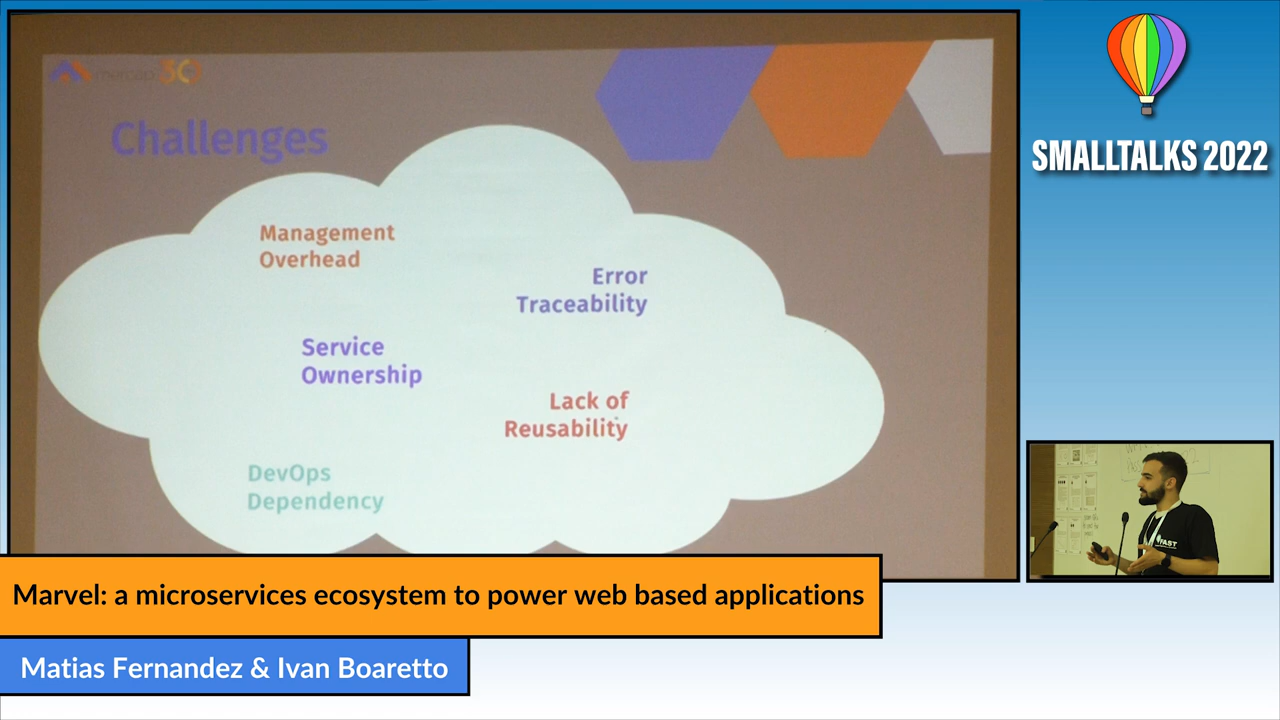 Challenges
Management
Overhead
Error
Traceability
Service
Ownership
Lack of
Reusability
DevOps
Dependency
SMALLTALKS 2022
FAST
Marvel: a microservices ecosystem to power web based applications
Matias Fernandez & Ivan Boaretto